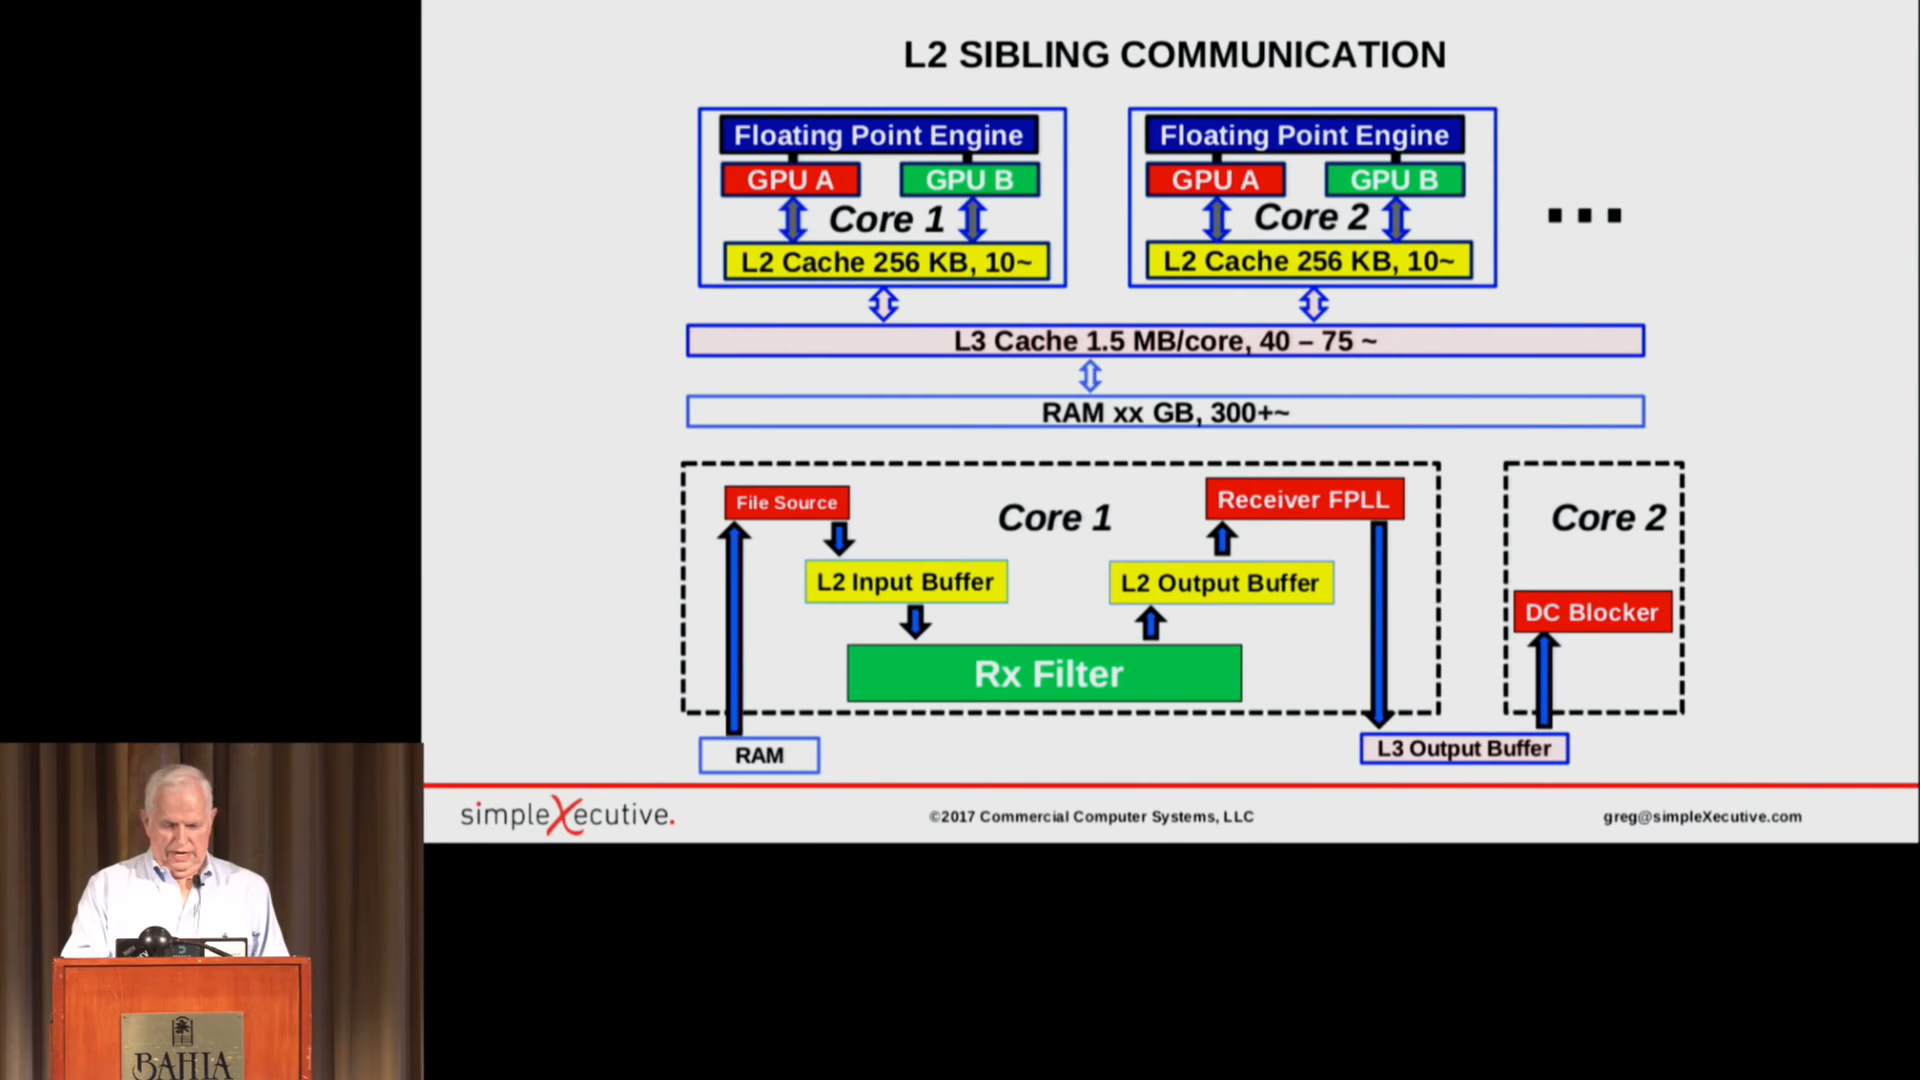 L2 SIBLING COMMUNICATION
Floating Point Engine
GPU A
GPU B
Core 1
L2 Cache 256 KB, 10~
Floating Point Engine
GPU A
GPU B
Core 2
L2 Cache 256 KB, 10~
...
L3 Cache 1.5 MB/core, 40 – 75 ~
RAM xx GB, 300+~
File Source
Core 1
Receiver FPLL
L2 Input Buffer
L2 Output Buffer
Rx Filter
Core 2
DC Blocker
RAM
L3 Output Buffer
simpleXecutive.
©2017 Commercial Computer Systems, LLC
greg@simpleXecutive.com
BAHIA